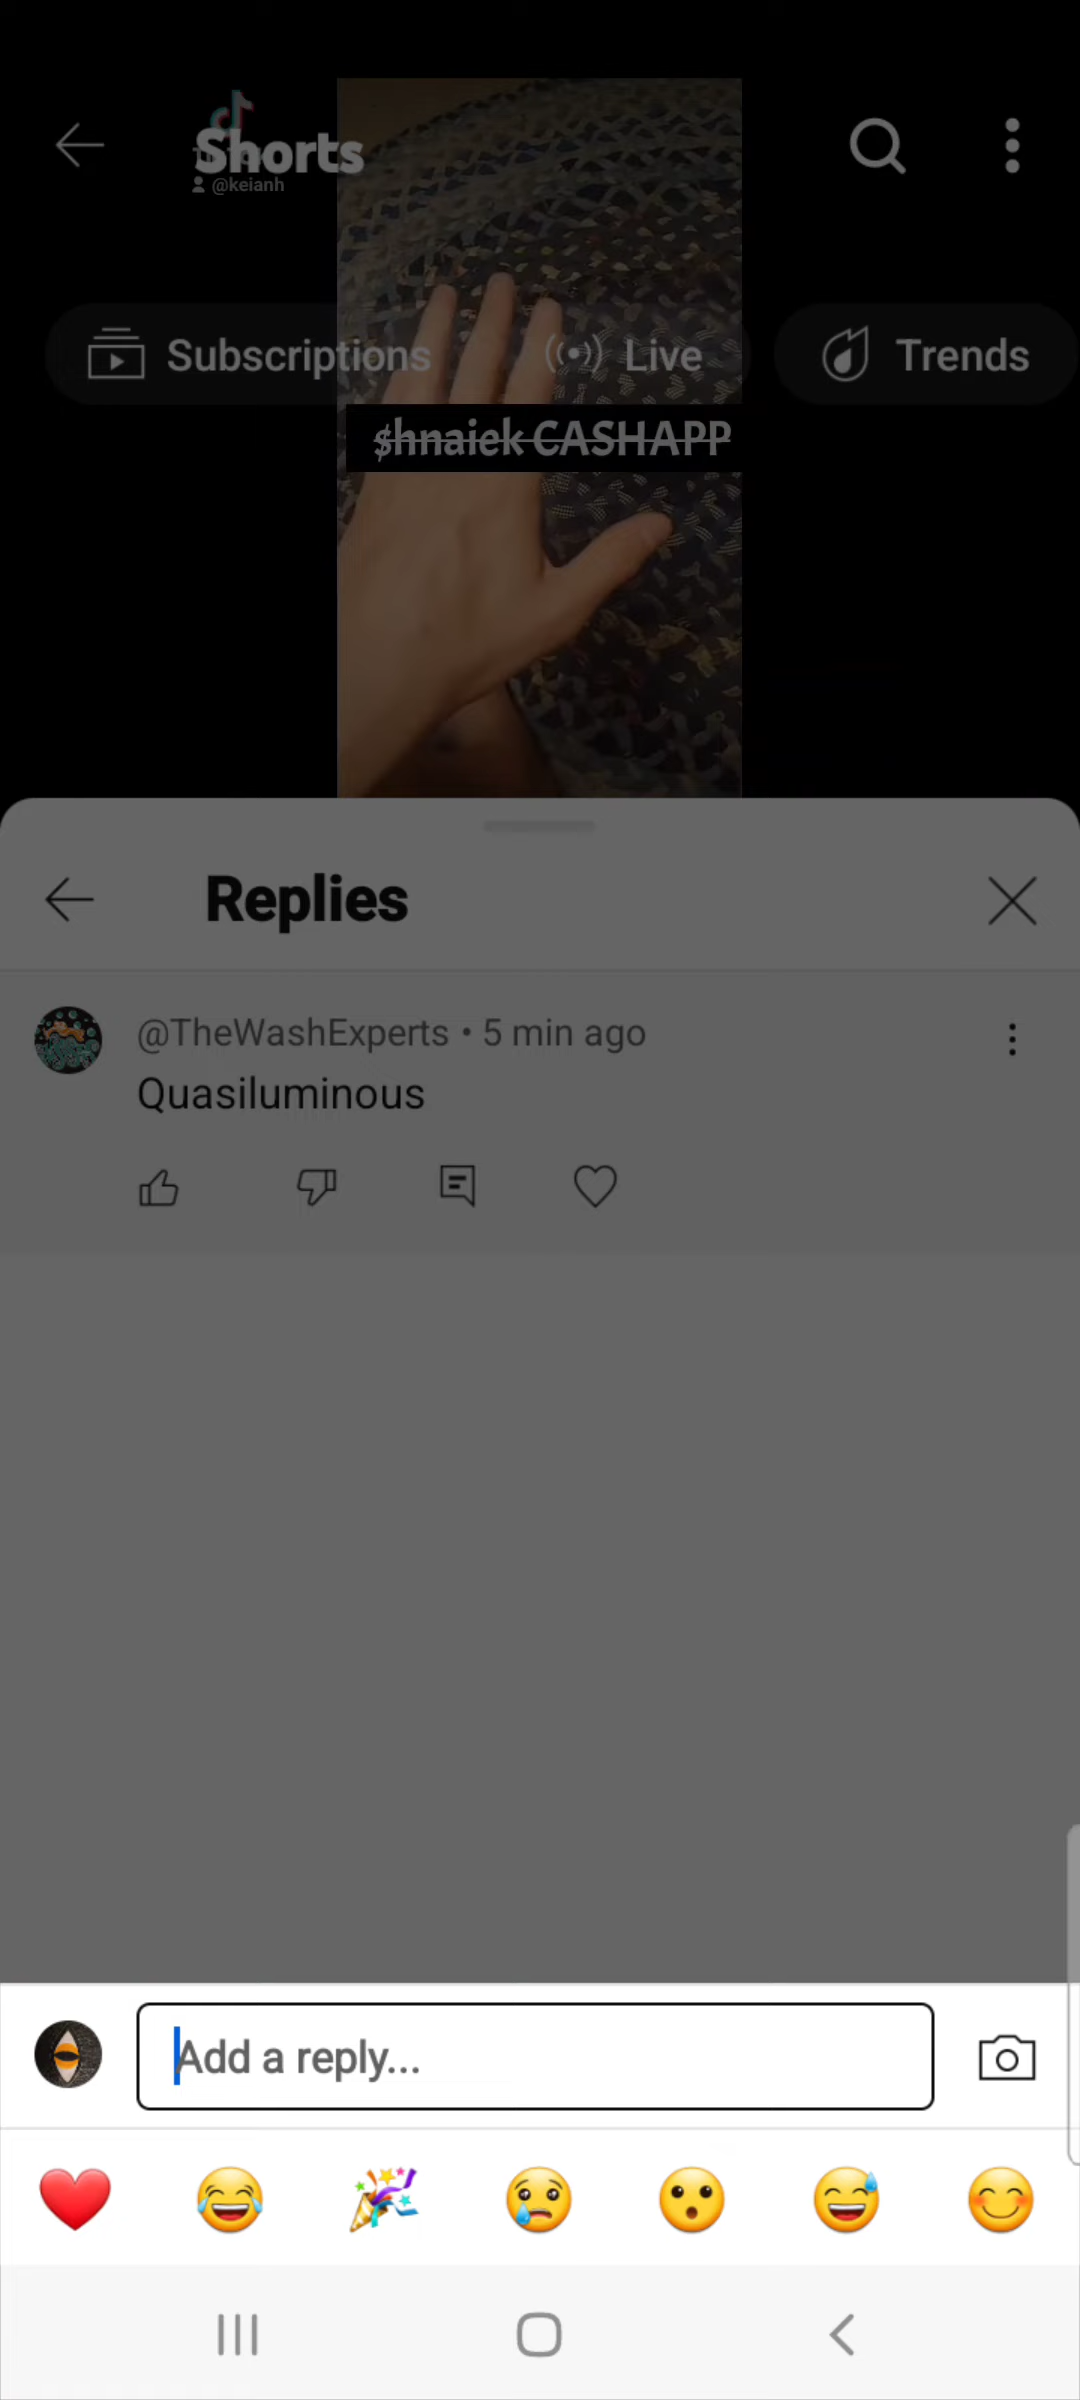 Shorts
@keianh
Subscriptions
Live
Trends
$hnaiek CASHAPP
Replies
@TheWashExperts • 5 min ago
Quasiluminous
Add a reply...